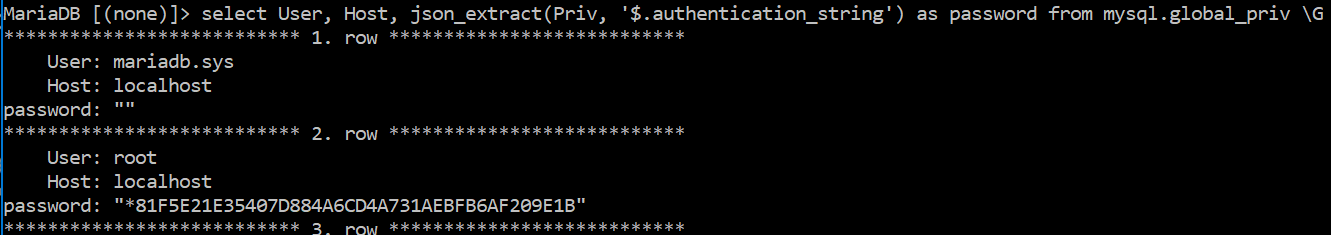 MariaDB [(none)]> select User, Host, json_extract(Priv, '$.authentication_string') as password from mysql.global_priv \G
*************************** 1. row ***************************
User: mariadb.sys
Host: localhost
password: ""
*************************** 2. row ***************************
User: root
Host: localhost
password: "*81F5E21E35407D884A6CD4A731AEBFB6AF209E1B"
*************************** 3. row ***************************